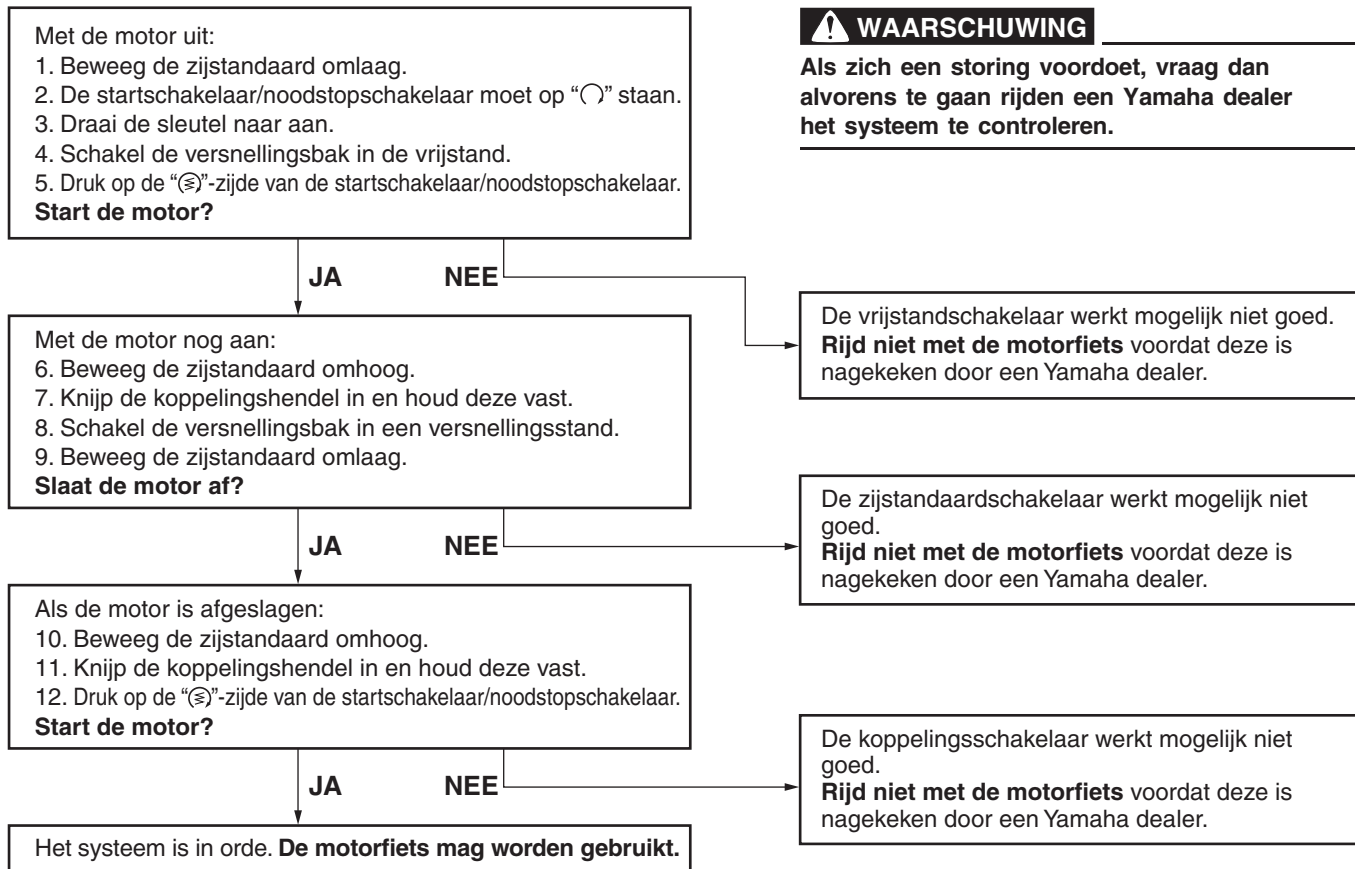 Met de motor uit:
1. Beweeg de zijstandaard omlaag.
2. De startschakelaar/noodstopschakelaar moet op “○” staan.
3. Draai de sleutel naar aan.
4. Schakel de versnellingsbak in de vrijstand.
5. Druk op de “”-zijde van de startschakelaar/noodstopschakelaar.
Start de motor?
WAARSCHUWING
Als zich een storing voordoet, vraag dan
alvorens te gaan rijden een Yamaha dealer
het systeem te controleren.
JA NEE
De vrijstandschakelaar werkt mogelijk niet goed.
Rijd niet met de motorfiets voordat deze is
nagekeken door een Yamaha dealer.
Met de motor nog aan:
6. Beweeg de zijstandaard omhoog.
7. Knijp de koppelingshendel in en houd deze vast.
8. Schakel de versnellingsbak in een versnellingsstand.
9. Beweeg de zijstandaard omlaag.
Slaat de motor af?
JA NEE
De zijstandaardschakelaar werkt mogelijk niet
goed.
Rijd niet met de motorfiets voordat deze is
nagekeken door een Yamaha dealer.
Als de motor is afgeslagen:
10. Beweeg de zijstandaard omhoog.
11. Knijp de koppelingshendel in en houd deze vast.
12. Druk op de “”-zijde van de startschakelaar/noodstopschakelaar.
Start de motor?
JA NEE
De koppelingsschakelaar werkt mogelijk niet
goed.
Rijd niet met de motorfiets voordat deze is
nagekeken door een Yamaha dealer.
Het systeem is in orde. De motorfiets mag worden gebruikt.